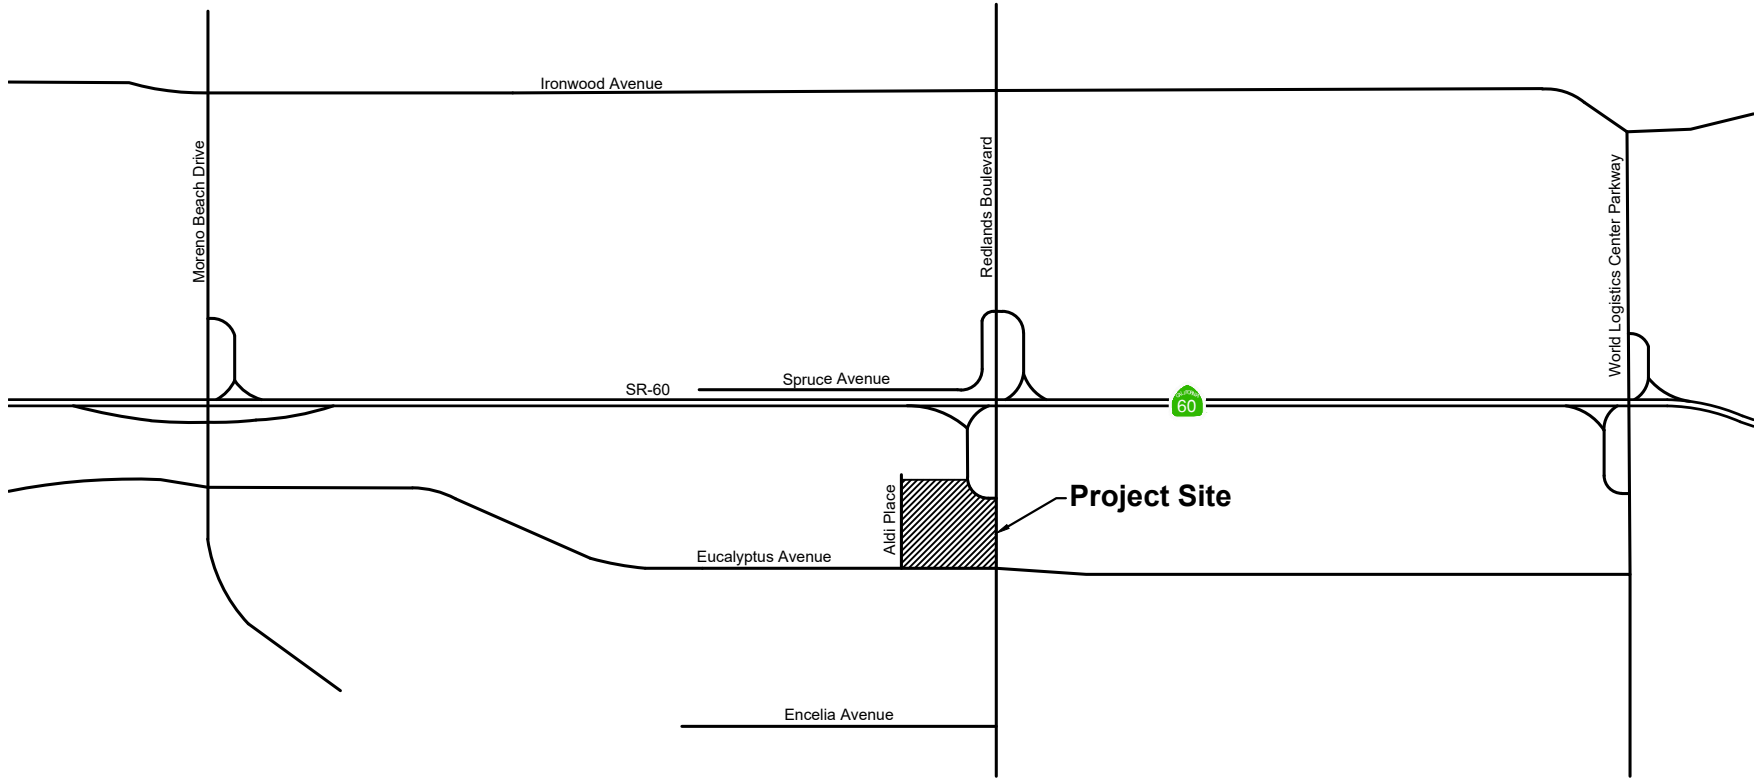 Ironwood Avenue
Moreno Beach Drive
Redlands Boulevard
World Logistics Center Parkway
Spruce Avenue
SR-60
60
Project Site
Aldi Place
Eucalyptus Avenue
Encelia Avenue